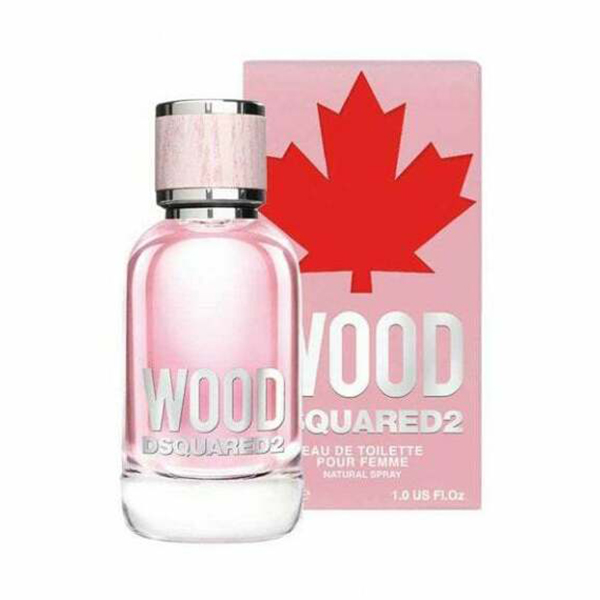 WOOD
DSQUARED2
WOOD
DSQUARED2
EAU DE TOILETTE
POUR FEMME
NATURAL SPRAY
1.0 US Fl.Oz.